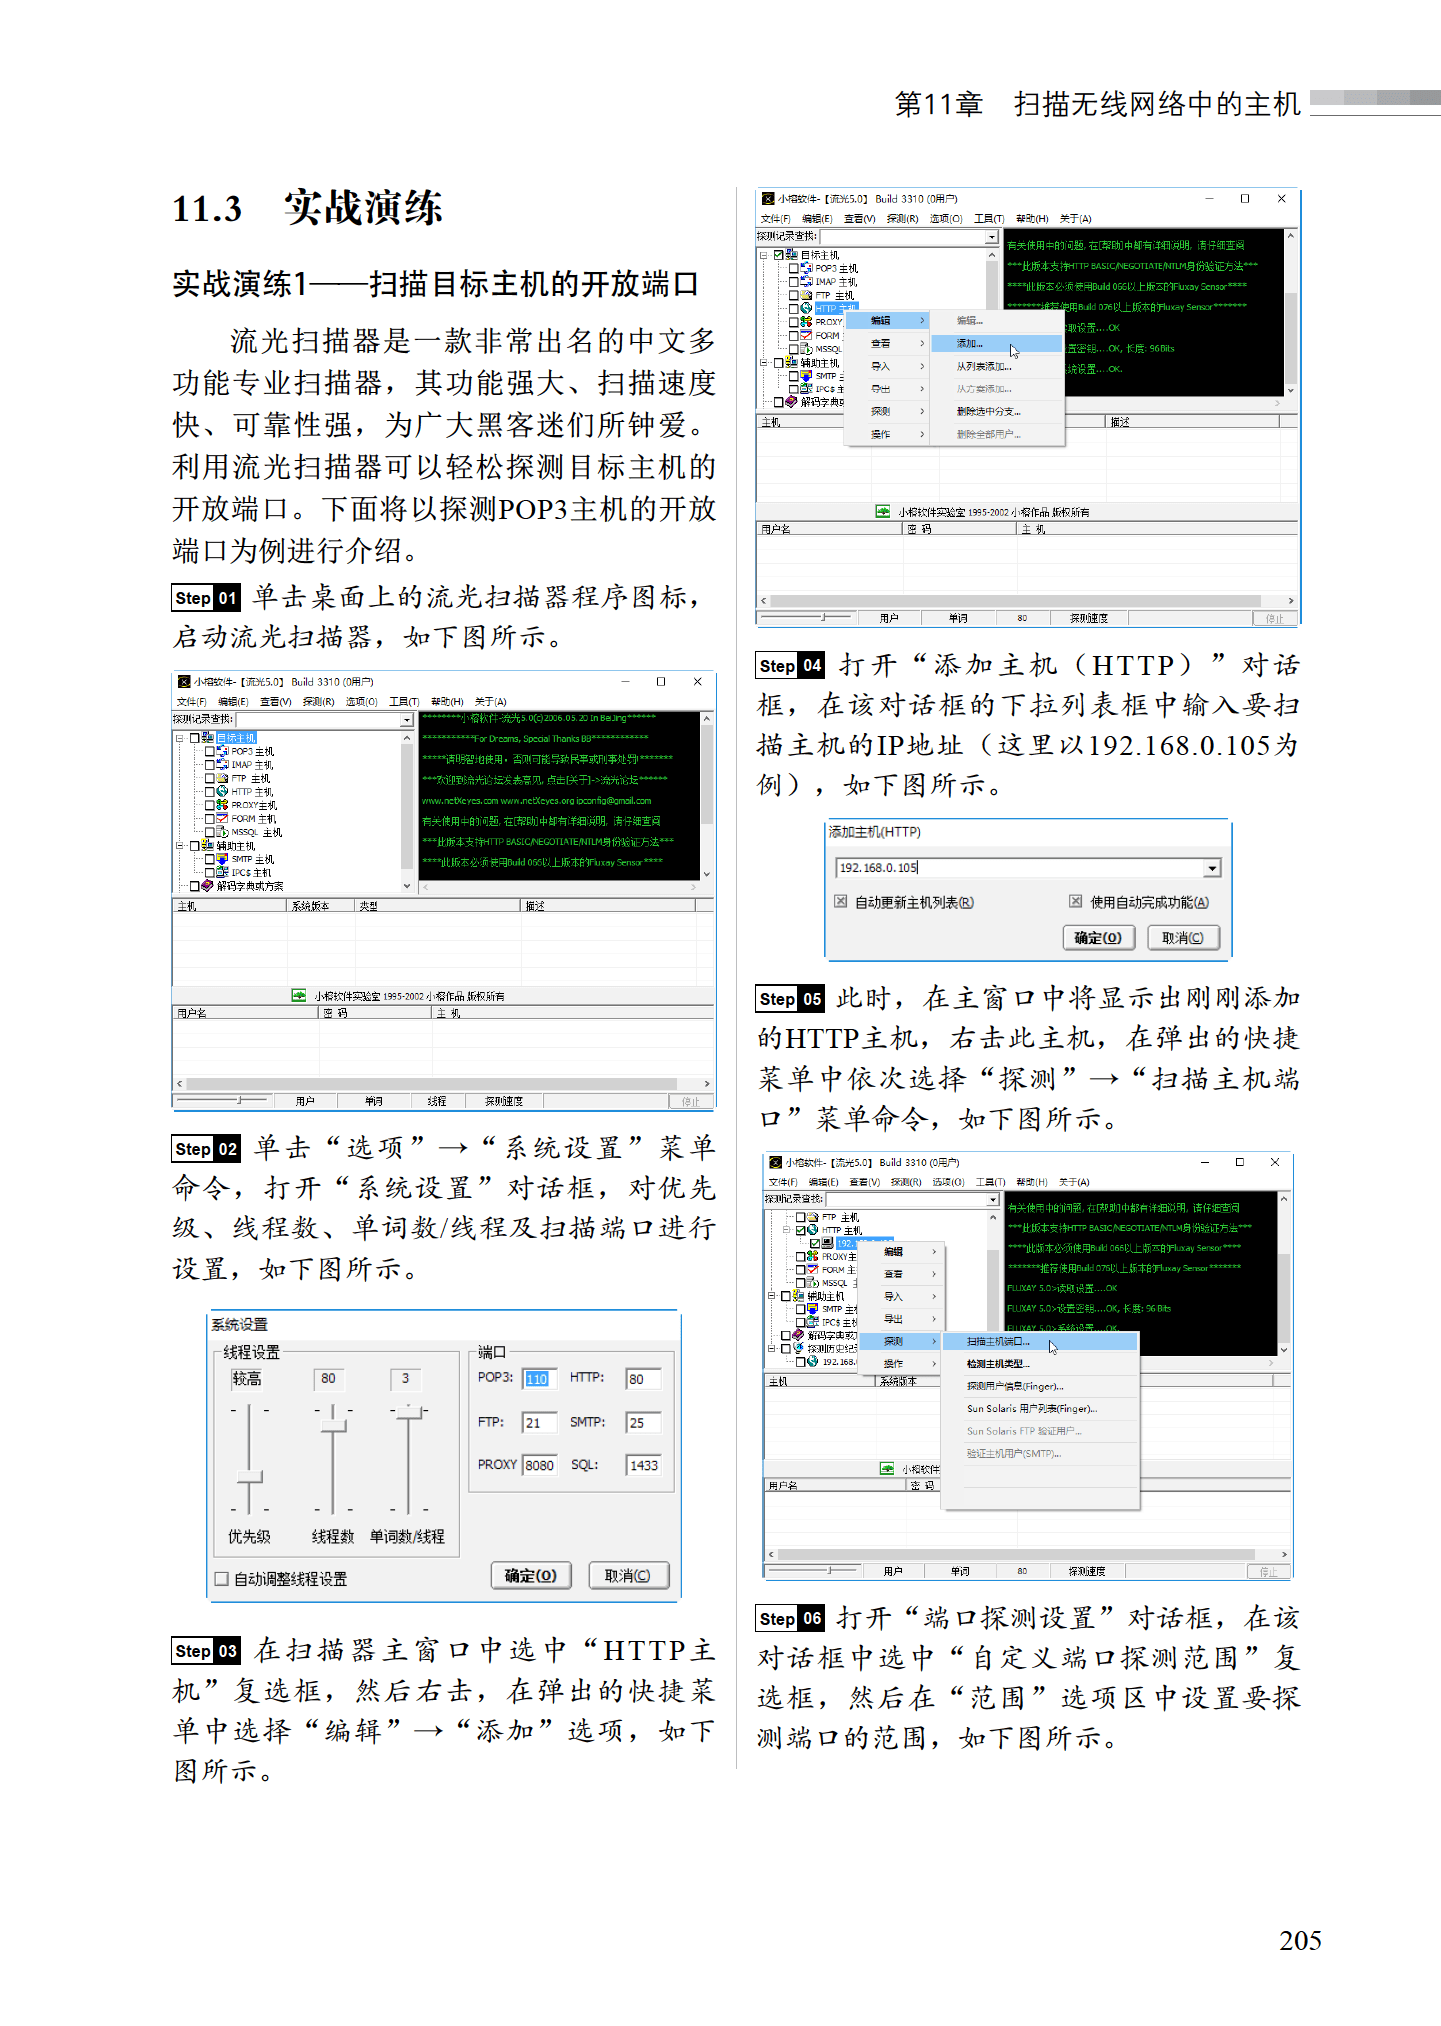 第11章 扫描无线网络中的主机
11.3 实战演练
实战演练1——扫描目标主机的开放端口
流光扫描器是一款非常出名的中文多
功能专业扫描器，其功能强大、扫描速度
快、可靠性强，为广大黑客迷们所钟爱。
利用流光扫描器可以轻松探测目标主机的
开放端口。下面将以探测POP3主机的开放
端口为例进行介绍。
Step 01 单击桌面上的流光扫描器程序图标，
启动流光扫描器，如下图所示。
小榕软件-【流光5.0】 Build 3310 (0用户)
文件(F) 编辑(E) 查看(V) 探测(R) 选项(O) 工具(T) 帮助(H) 关于(A)
探测记录查找:
目标主机
POP3 主机
IMAP 主机
FTP 主机
HTTP 主机
PROXY主机
FORM 主机
MSSQL 主机
辅助主机
SMTP 主机
IPC$ 主机
解码字典或方案
********小榕软件-流光5.0(c)2006.05.20 In BeiJing******
***********For Dreams, Special Thanks BB************
*****请明智地使用，否则可能导致民事或刑事处罚!*******
***欢迎到流光论坛发表意见, 点击[关于]->流光论坛******
www.netXeyes.com www.netXeyes.org ipconfig@gmail.com
有关使用中的问题, 在[帮助]中都有详细说明, 请仔细查阅
***此版本支持HTTP BASIC/NEGOTIATE/NTLM身份验证方法***
****此版本必须使用Build 066以上版本的Fluxay Sensor****
主机 系统版本 类型 描述
小榕软件实验室 1995-2002 小榕作品 版权所有
用户名 密 码 主 机
用户 单词 线程 探测速度 停止
Step 02 单击“选项”→“系统设置”菜单
命令，打开“系统设置”对话框，对优先
级、线程数、单词数/线程及扫描端口进行
设置，如下图所示。
系统设置
线程设置
较高 80 3
优先级 线程数 单词数/线程
端口
POP3: 110 HTTP: 80
FTP: 21 SMTP: 25
PROXY 8080 SQL: 1433
自动调整线程设置
确定(O) 取消(C)
Step 03 在扫描器主窗口中选中“HTTP主
机”复选框，然后右击，在弹出的快捷菜
单中选择“编辑”→“添加”选项，如下
图所示。
小榕软件-【流光5.0】 Build 3310 (0用户)
文件(F) 编辑(E) 查看(V) 探测(R) 选项(O) 工具(T) 帮助(H) 关于(A)
探测记录查找:
目标主机
POP3 主机
IMAP 主机
FTP 主机
HTTP 主机
PROXY
FORM
MSSQL
辅助主机
SMTP
IPC$
解码字典
编辑
查看
导入
导出
探测
操作
编辑...
添加...
从列表添加...
从方案添加...
删除选中分支...
删除全部用户...
有关使用中的问题, 在[帮助]中都有详细说明, 请仔细查阅
***此版本支持HTTP BASIC/NEGOTIATE/NTLM身份验证方法***
****此版本必须使用Build 066以上版本的Fluxay Sensor****
*******推荐使用Build 076以上版本的Fluxay Sensor*******
取设置....OK
置密钥....OK, 长度: 96Bits
系统设置....OK.
主机 描述
小榕软件实验室 1995-2002 小榕作品 版权所有
用户名 密 码 主 机
用户 单词 80 探测速度 停止
Step 04 打开“添加主机（HTTP）”对话
框，在该对话框的下拉列表框中输入要扫
描主机的IP地址（这里以192.168.0.105为
例），如下图所示。
添加主机(HTTP)
192.168.0.105
自动更新主机列表(R) 使用自动完成功能(A)
确定(O) 取消(C)
Step 05 此时，在主窗口中将显示出刚刚添加
的HTTP主机，右击此主机，在弹出的快捷
菜单中依次选择“探测”→“扫描主机端
口”菜单命令，如下图所示。
小榕软件-【流光5.0】 Build 3310 (0用户)
文件(F) 编辑(E) 查看(V) 探测(R) 选项(O) 工具(T) 帮助(H) 关于(A)
探测记录查找:
FTP 主机
HTTP 主机
PROXY主
FORM 主
MSSQL
辅助主机
SMTP 主
IPC$ 主
解码字典或
探测历史纪
192.168.
编辑
查看
导入
导出
探测
操作
扫描主机端口...
检测主机类型...
探测用户信息(Finger)...
Sun Solaris 用户列表(Finger)...
Sun Solaris FTP 验证用户...
验证主机用户(SMTP)...
有关使用中的问题, 在[帮助]中都有详细说明, 请仔细查阅
***此版本支持HTTP BASIC/NEGOTIATE/NTLM身份验证方法***
****此版本必须使用Build 066以上版本的Fluxay Sensor****
*******推荐使用Build 076以上版本的Fluxay Sensor*******
FLUXAY 5.0>读取设置....OK
FLUXAY 5.0>设置密钥....OK, 长度: 96 Bits
FLUXAY 5.0>系统设置....OK.
主机 系统版本
小榕软件
用户名 密 码
用户 单词 80 探测速度 停止
Step 06 打开“端口探测设置”对话框，在该
对话框中选中“自定义端口探测范围”复
选框，然后在“范围”选项区中设置要探
测端口的范围，如下图所示。
205